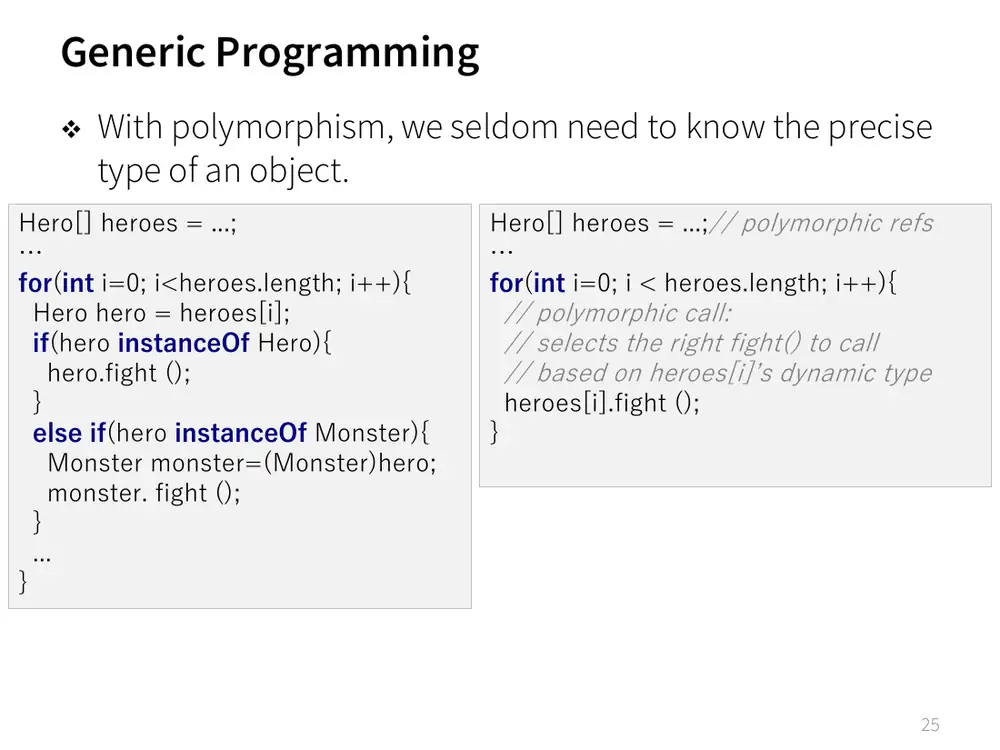 Generic Programming
❖ With polymorphism, we seldom need to know the precise
type of an object.
Hero[] heroes = ...;
...
for(int i=0; i<heroes.length; i++){
Hero hero = heroes[i];
if(hero instanceOf Hero){
hero.fight ();
}
else if(hero instanceOf Monster){
Monster monster=(Monster)hero;
monster. fight ();
}
...
}
Hero[] heroes = ...;// polymorphic refs
...
for(int i=0; i < heroes.length; i++){
// polymorphic call:
// selects the right fight() to call
// based on heroes[i]'s dynamic type
heroes[i].fight ();
}
25